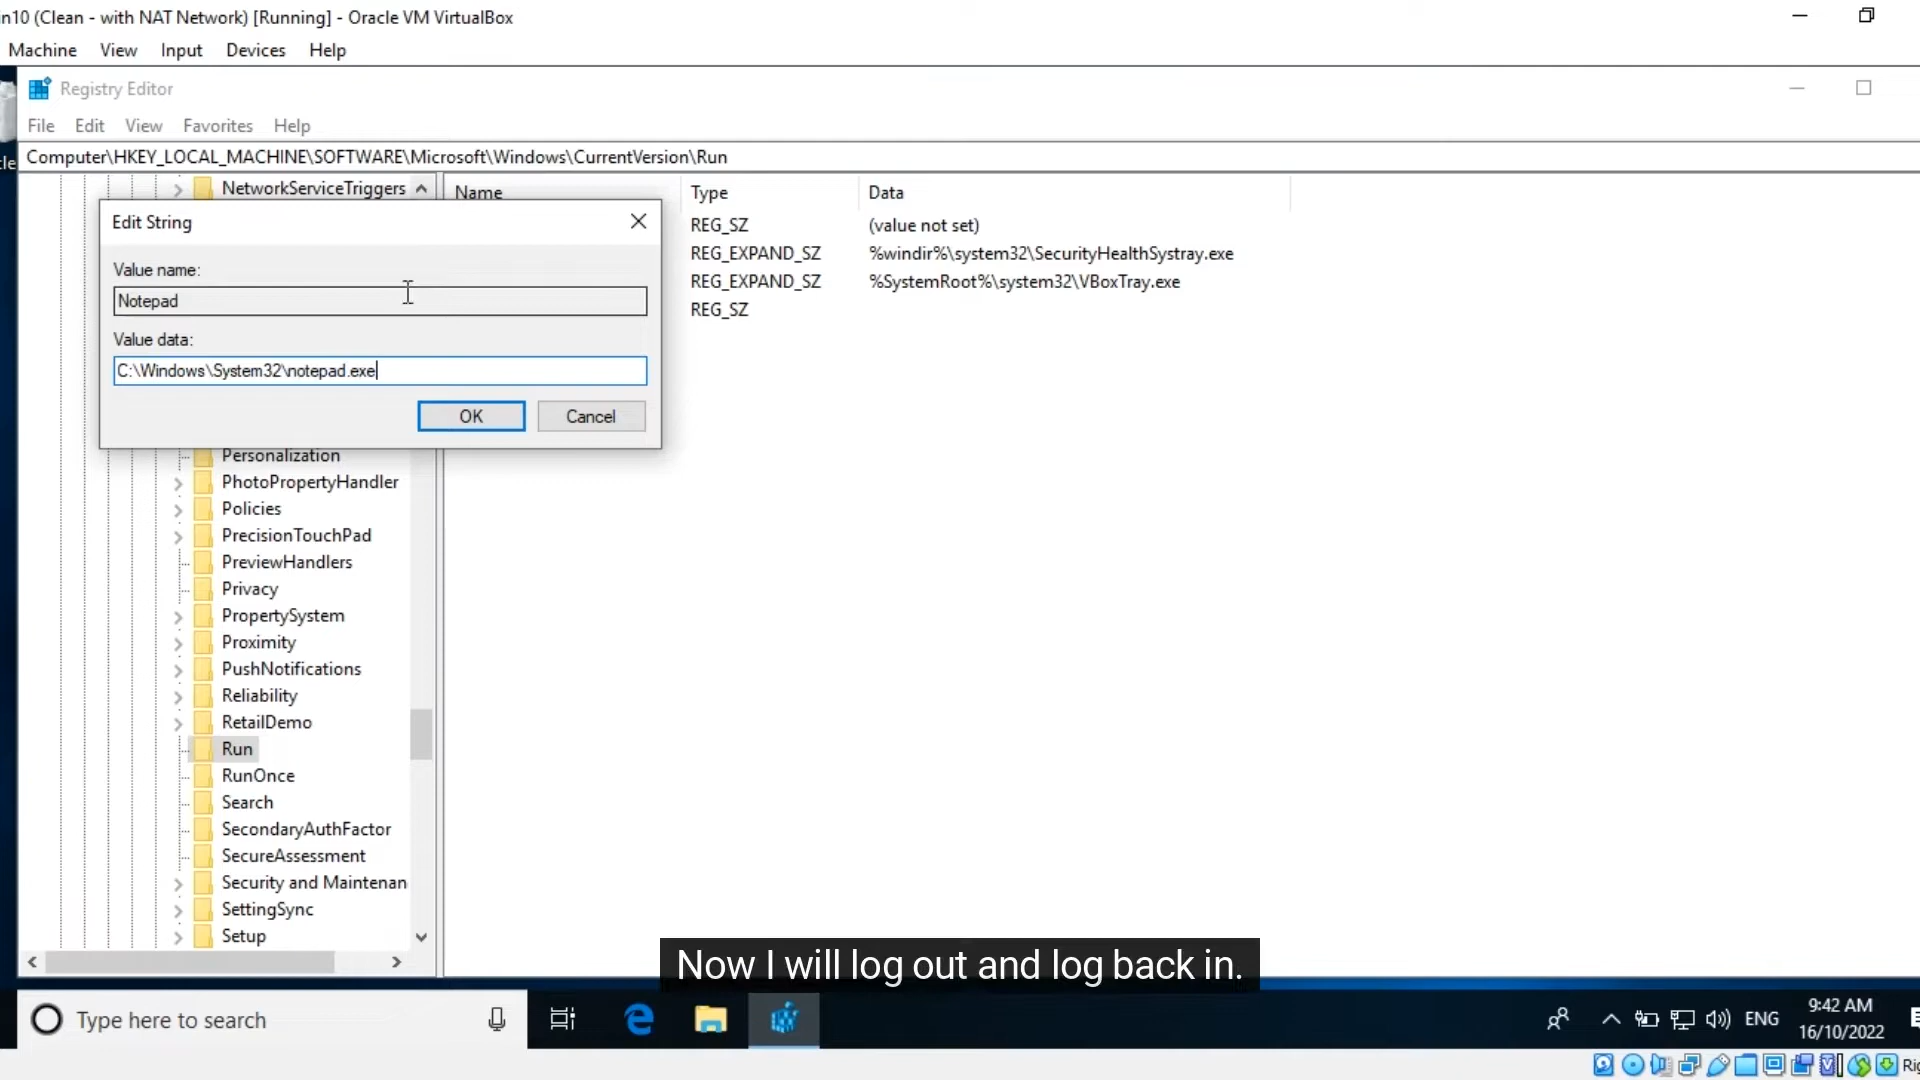 n10 (Clean - with NAT Network) [Running] - Oracle VM VirtualBox
Machine View Input Devices Help
Registry Editor
File Edit View Favorites Help
Computer\HKEY_LOCAL_MACHINE\SOFTWARE\Microsoft\Windows\CurrentVersion\Run
NetworkServiceTriggers
Name Type Data
REG_SZ (value not set)
REG_EXPAND_SZ %windir%\system32\SecurityHealthSystray.exe
REG_EXPAND_SZ %SystemRoot%\system32\VBoxTray.exe
REG_SZ
Edit String
Value name:
Notepad
Value data:
C:\Windows\System32\notepad.exe
OK Cancel
Personalization
PhotoPropertyHandler
Policies
PrecisionTouchPad
PreviewHandlers
Privacy
PropertySystem
Proximity
PushNotifications
Reliability
RetailDemo
Run
RunOnce
Search
SecondaryAuthFactor
SecureAssessment
Security and Maintenan
SettingSync
Setup
Now I will log out and log back in.
Type here to search
ENG
9:42 AM
16/10/2022